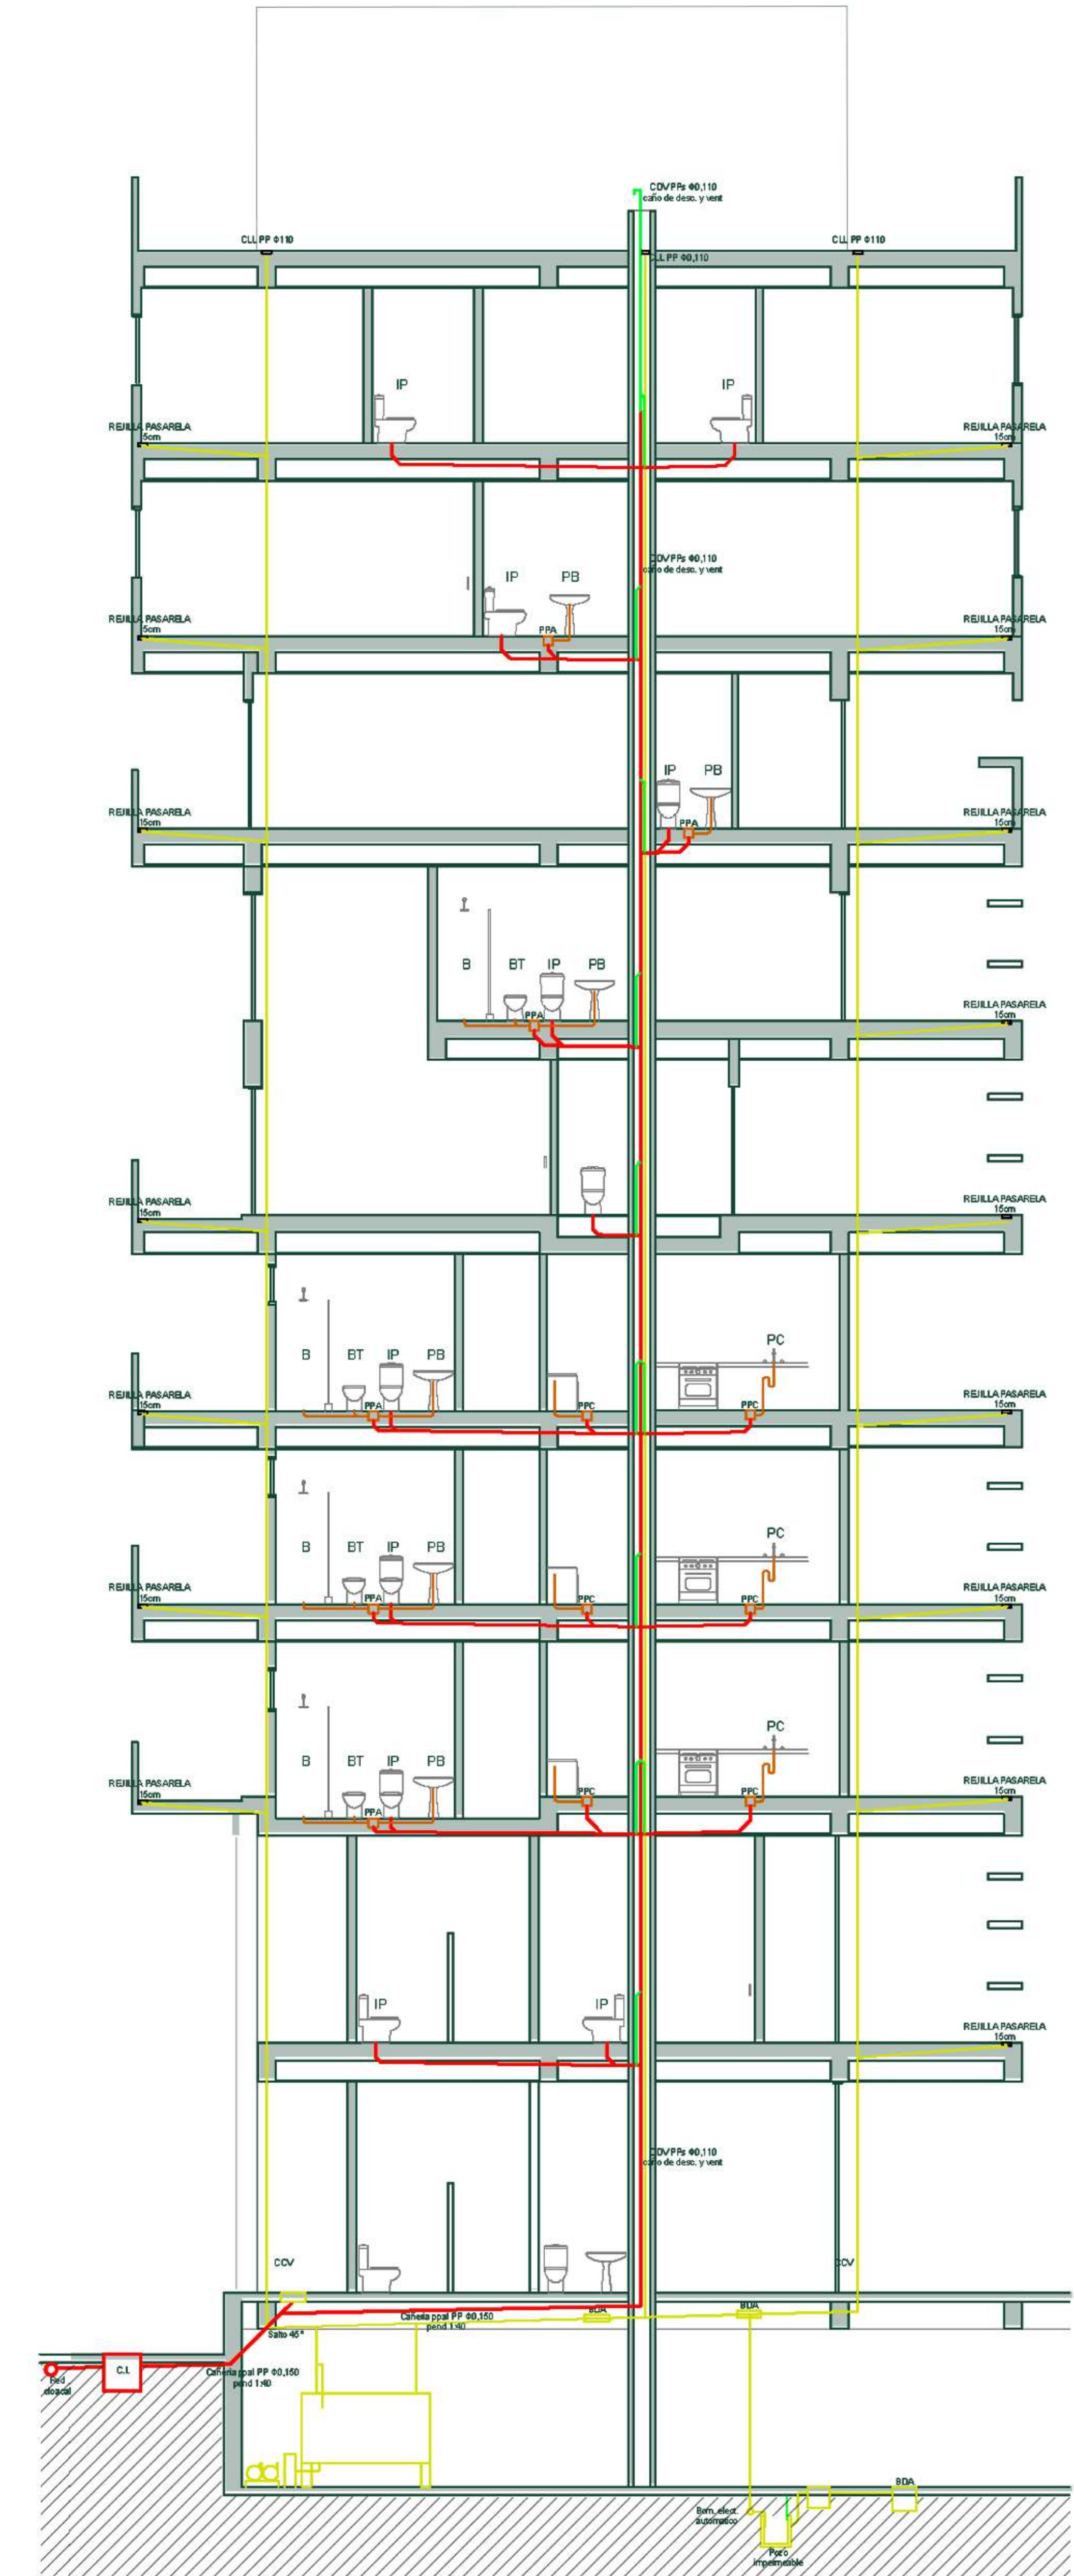 CDVPPs Φ0,110
caño de desc. y vent
CLL PP Φ110
CLL PP Φ110
CLL PP Φ0,110
IP
IP
REJILLA PASARELA
15cm
REJILLA PASARELA
15cm
CDVPPs Φ0,110
caño de desc. y vent
IP
PB
PPA
REJILLA PASARELA
15cm
REJILLA PASARELA
15cm
IP
PB
PPA
REJILLA PASARELA
15cm
REJILLA PASARELA
15cm
B
BT
IP
PB
PPA
REJILLA PASARELA
15cm
REJILLA PASARELA
15cm
REJILLA PASARELA
15cm
B
BT
IP
PB
PC
PPA
PPC
PPC
REJILLA PASARELA
15cm
REJILLA PASARELA
15cm
B
BT
IP
PB
PC
PPA
PPC
PPC
REJILLA PASARELA
15cm
REJILLA PASARELA
15cm
B
BT
IP
PB
PC
PPA
PPC
PPC
REJILLA PASARELA
15cm
REJILLA PASARELA
15cm
IP
IP
REJILLA PASARELA
15cm
CDVPPs Φ0,110
caño de desc. y vent
CCV
CCV
BDA
BDA
Cañeria ppal PP Φ0,150
pend 1:40
Salto 45°
C.I.
Cañeria ppal PP Φ0,150
pend 1:40
Red
cloacal
BDA
Bom. elect.
automatico
Pozo
impermeable